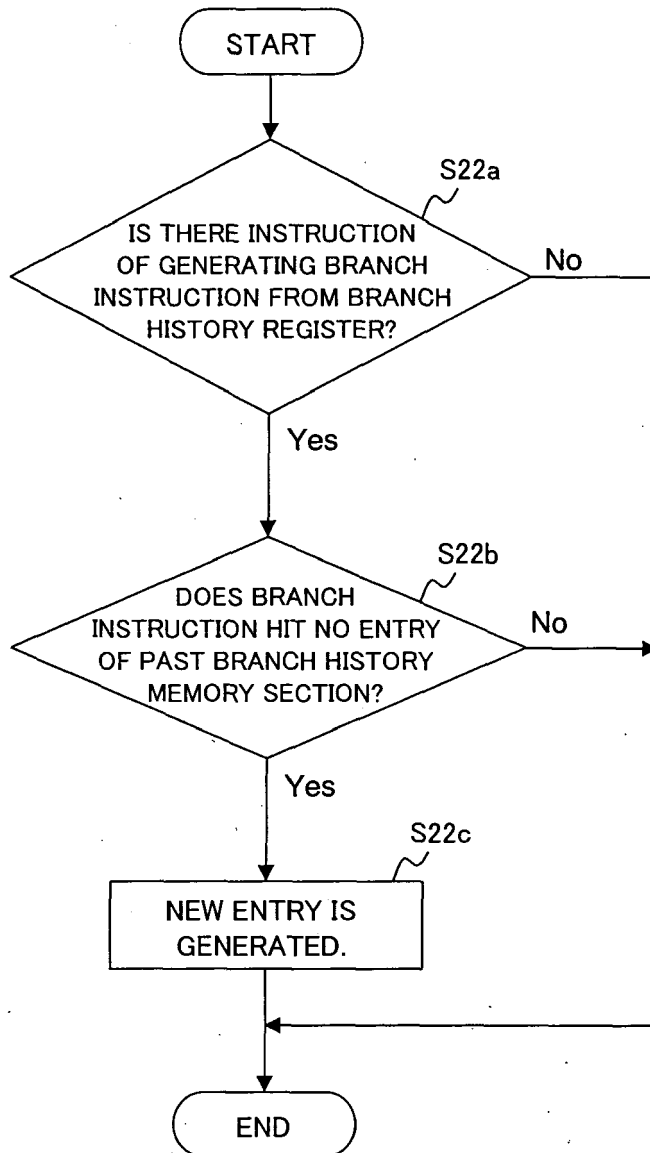 START
S22a
IS THERE INSTRUCTION
OF GENERATING BRANCH
INSTRUCTION FROM BRANCH
HISTORY REGISTER?
No
Yes
S22b
DOES BRANCH
INSTRUCTION HIT NO ENTRY
OF PAST BRANCH HISTORY
MEMORY SECTION?
No
Yes
S22c
NEW ENTRY IS
GENERATED.
END